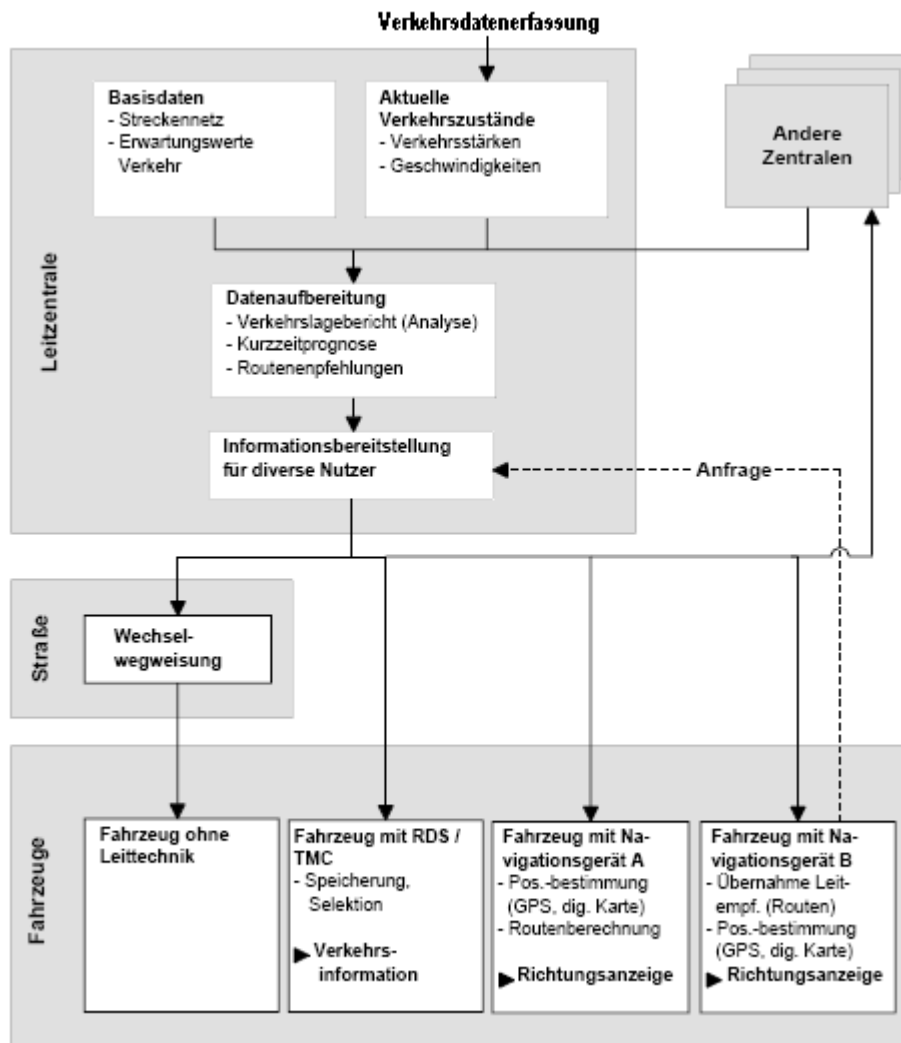 Verkehrsdatenerfassung
Basisdaten
- Streckennetz
- Erwartungswerte
Verkehr
Aktuelle
Verkehrszustände
- Verkehrsstärken
- Geschwindigkeiten
Andere
Zentralen
Leitzentrale
Datenaufbereitung
- Verkehrslagebericht (Analyse)
- Kurzzeitprognose
- Routenenpfehlungen
Informationsbereitstellung
für diverse Nutzer
Anfrage
Straße
Wechsel-
wegweisung
Fahrzeuge
Fahrzeug ohne
Leittechnik
Fahrzeug mit RDS /
TMC
- Speicherung,
Selektion
Verkehrs-
information
Fahrzeug mit Na-
vigationsgerät A
- Pos.-bestimmung
(GPS, dig. Karte)
- Routenberechnung
Richtungsanzeige
Fahrzeug mit Na-
vigationsgerät B
- Übernahme Leit-
empf. (Routen)
- Pos.-bestimmung
(GPS, dig. Karte)
Richtungsanzeige